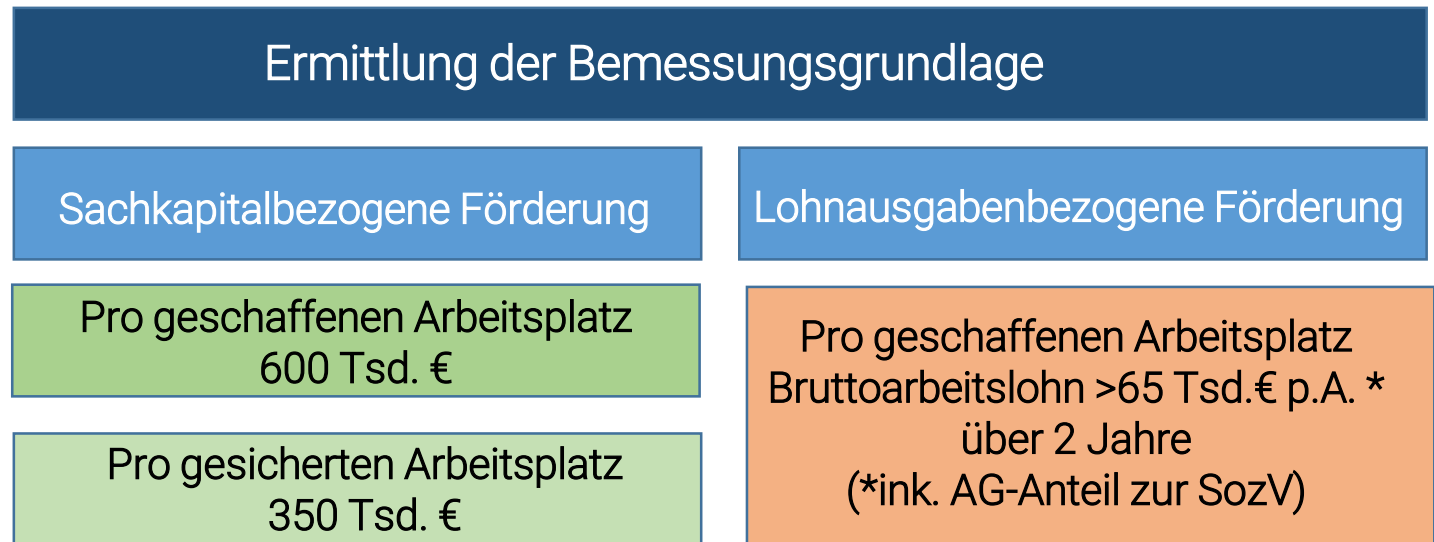 Ermittlung der Bemessungsgrundlage
Sachkapitalbezogene Förderung
Pro geschaffenen Arbeitsplatz
600 Tsd. €
Pro gesicherten Arbeitsplatz
350 Tsd. €
Lohnausgabenbezogene Förderung
Pro geschaffenen Arbeitsplatz
Bruttoarbeitslohn >65 Tsd.€ p.A. *
über 2 Jahre
(*ink. AG-Anteil zur SozV)